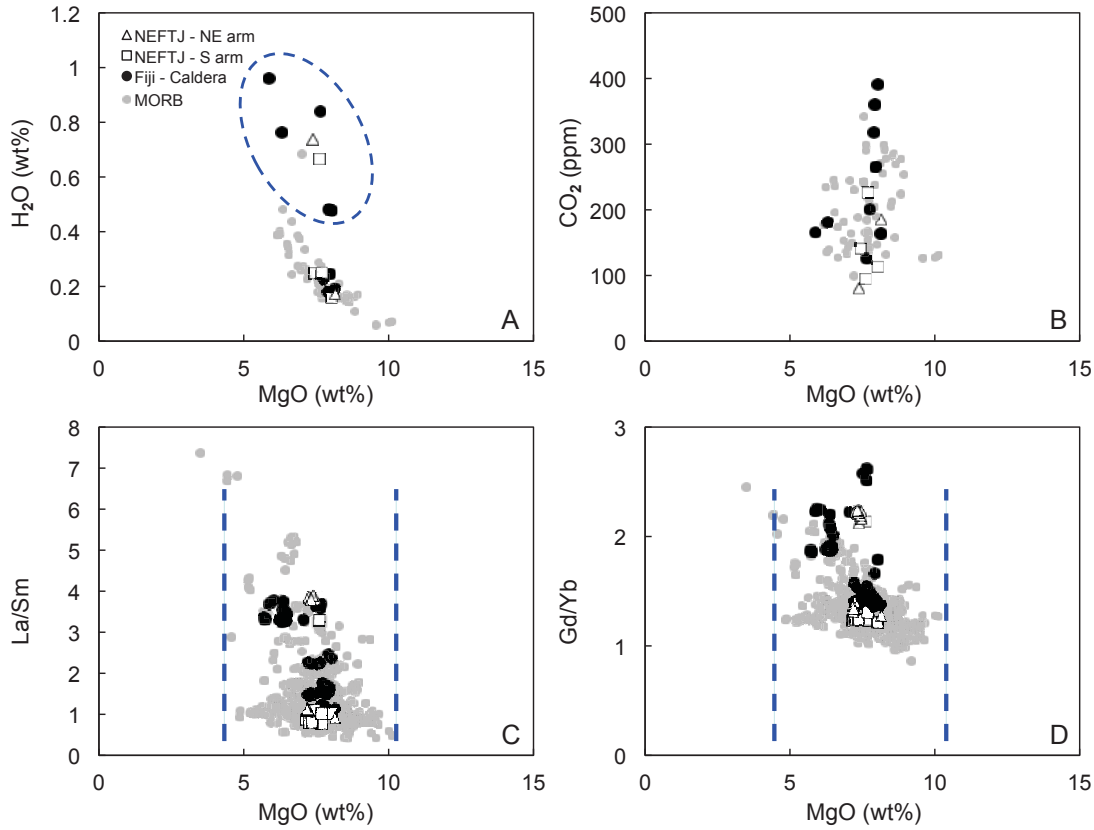 1.2
1
0.8
0.6
0.4
0.2
0
H₂O (wt%)
NEFTJ - NE arm
NEFTJ - S arm
Fiji - Caldera
MORB
A
0 5 10 15
MgO (wt%)
500
400
300
200
100
0
CO₂ (ppm)
B
0 5 10 15
MgO (wt%)
8
7
6
5
4
3
2
1
0
La/Sm
C
0 5 10 15
MgO (wt%)
3
2
1
0
Gd/Yb
D
0 5 10 15
MgO (wt%)